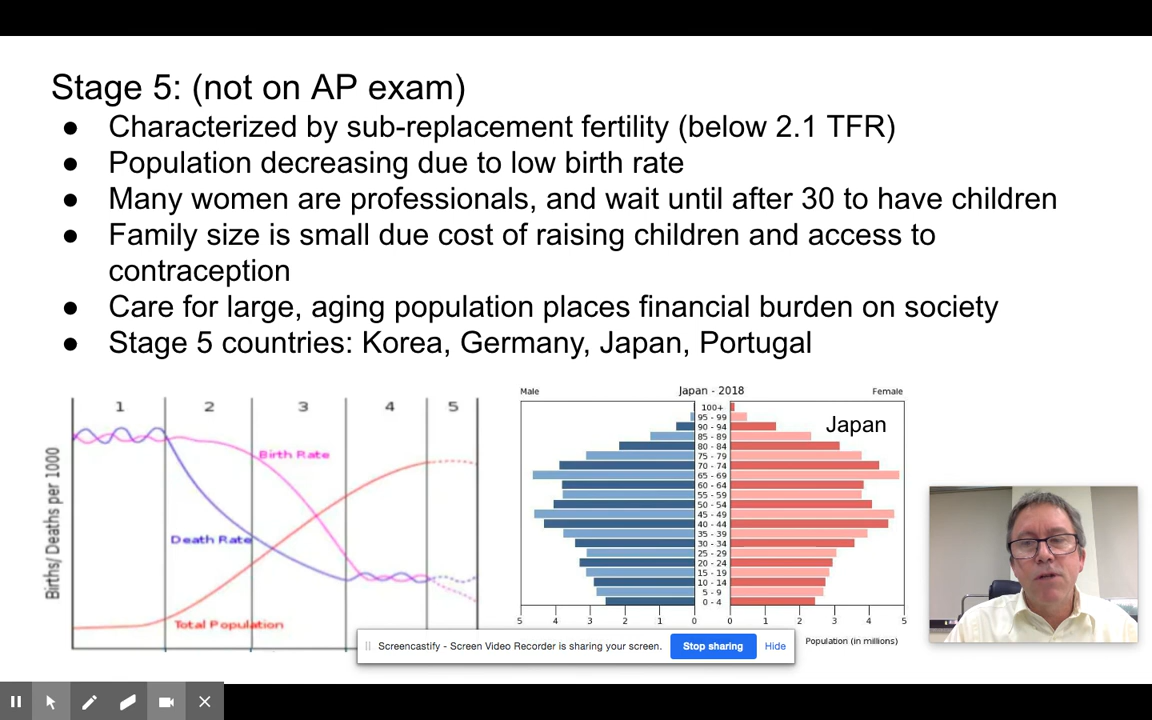 Stage 5: (not on AP exam)
● Characterized by sub-replacement fertility (below 2.1 TFR)
● Population decreasing due to low birth rate
● Many women are professionals, and wait until after 30 to have children
● Family size is small due cost of raising children and access to
contraception
● Care for large, aging population places financial burden on society
● Stage 5 countries: Korea, Germany, Japan, Portugal
1 2 3 4 5
Birth Rate
Death Rate
Total Population
Births/ Deaths per 1000
Male Japan - 2018 Female
Japan
100+
95 - 99
90 - 94
85 - 89
80 - 84
75 - 79
70 - 74
65 - 69
60 - 64
55 - 59
50 - 54
45 - 49
40 - 44
35 - 39
30 - 34
25 - 29
20 - 24
15 - 19
10 - 14
5 - 9
0 - 4
5 4 3 2 1 0 0 1 2 3 4 5
Population (in millions)
Screencastify - Screen Video Recorder is sharing your screen. Stop sharing Hide